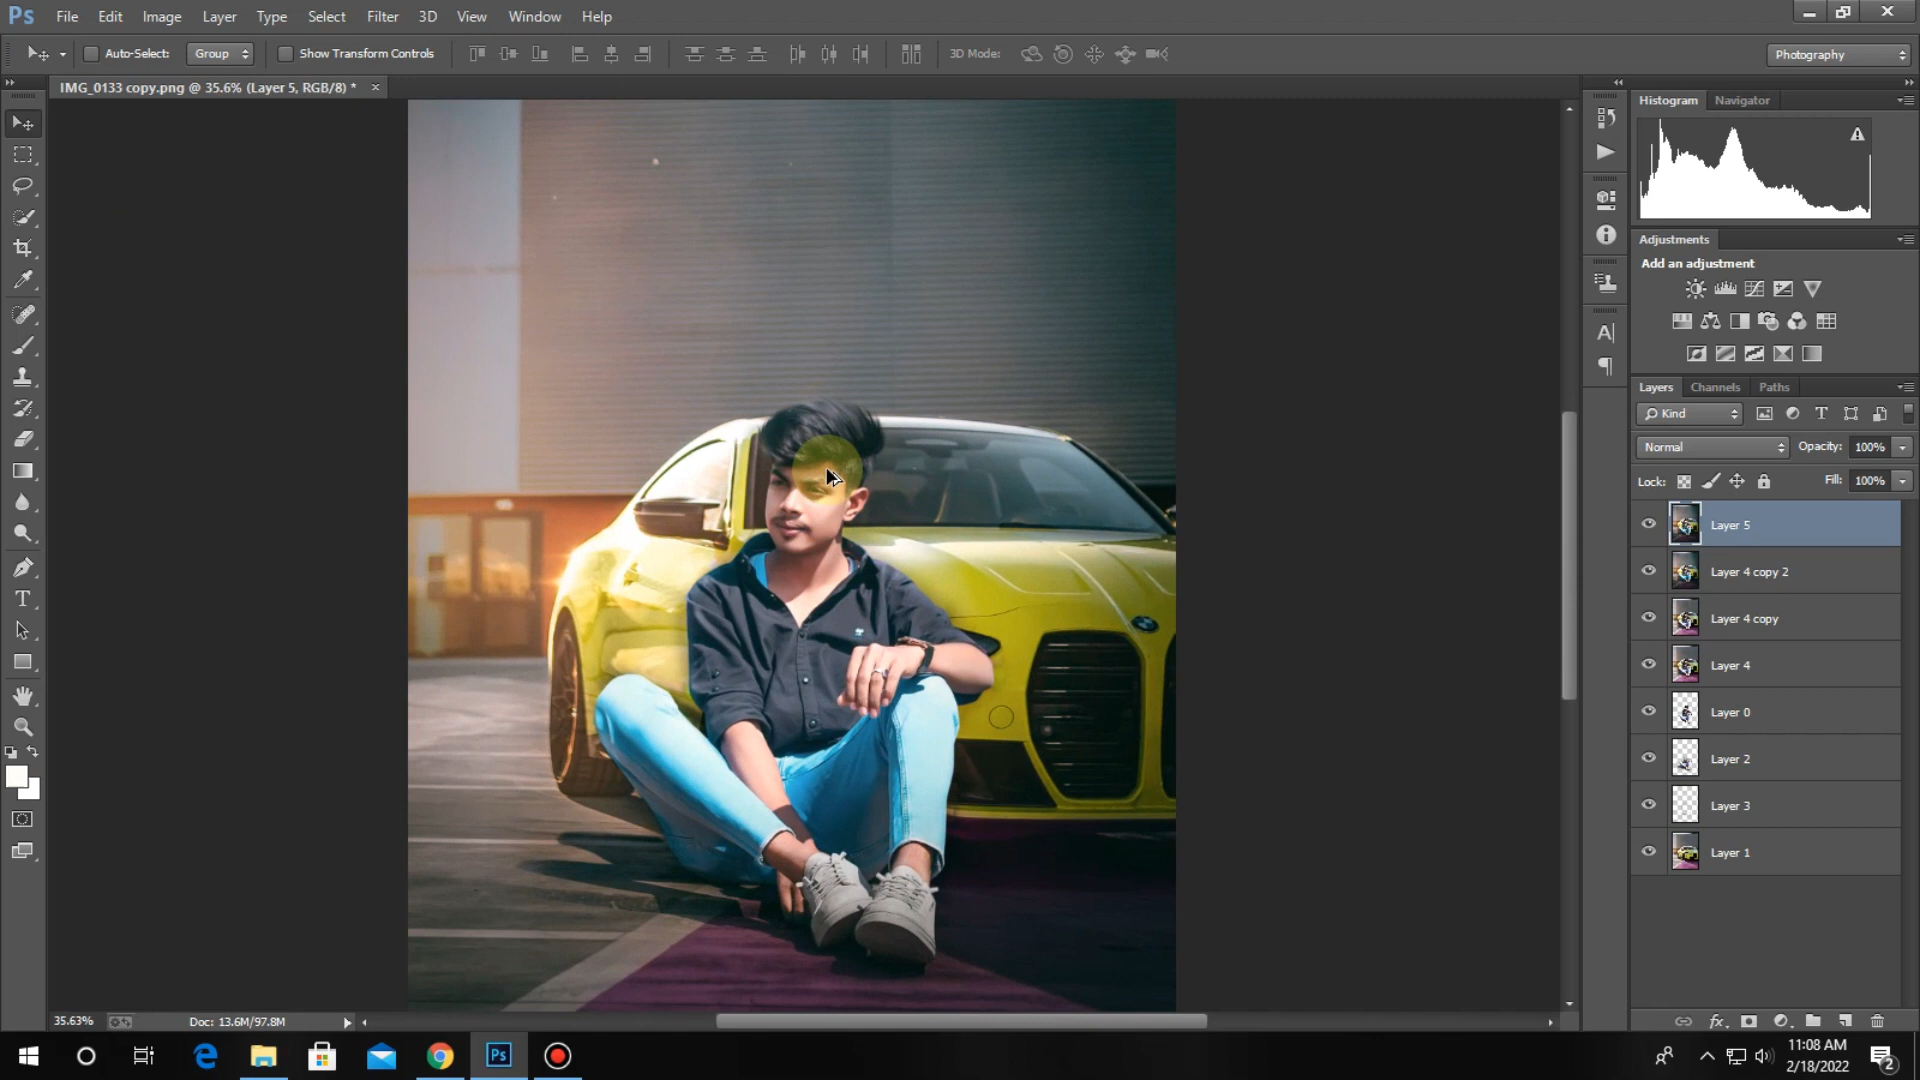 Ps File Edit Image Layer Type Select Filter 3D View Window Help
Auto-Select: Group Show Transform Controls 3D Mode: Photography
IMG_0133 copy.png @ 35.6% (Layer 5, RGB/8) *
Histogram Navigator
Adjustments
Add an adjustment
Layers Channels Paths
Kind
Normal Opacity: 100%
Lock: Fill: 100%
Layer 5
Layer 4 copy 2
Layer 4 copy
Layer 4
Layer 0
Layer 2
Layer 3
Layer 1
35.63% Doc: 13.6M/97.8M
11:08 AM
2/18/2022
2